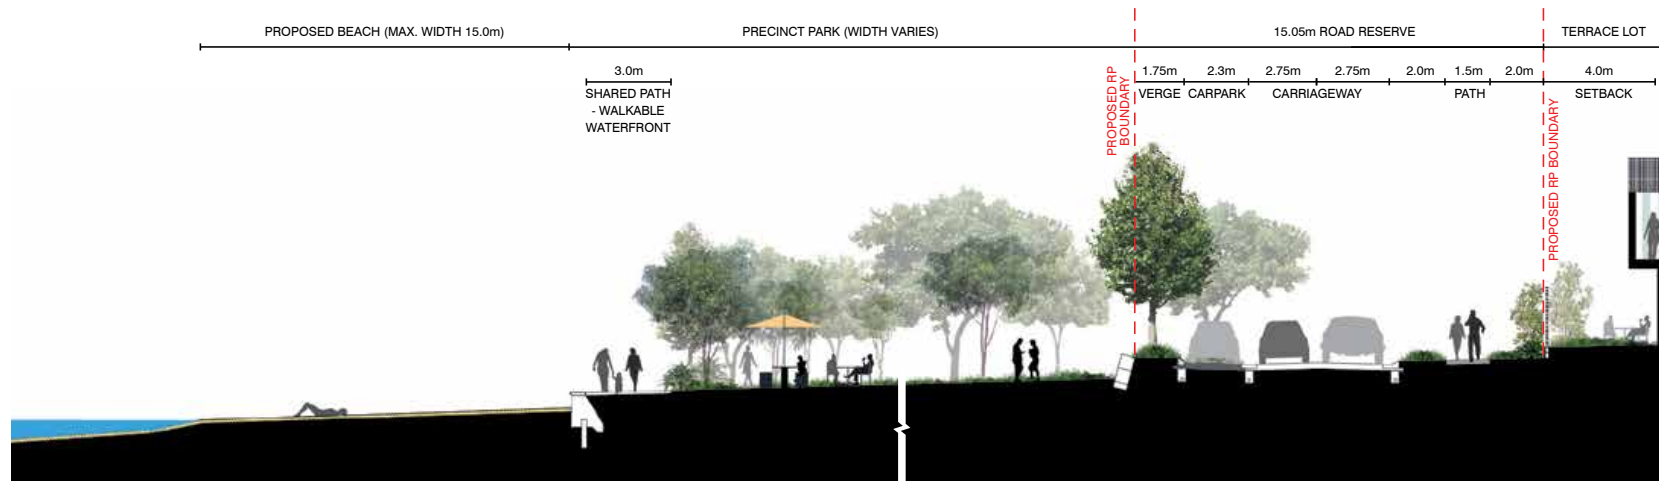 PROPOSED BEACH (MAX. WIDTH 15.0m)
PRECINCT PARK (WIDTH VARIES)
15.05m ROAD RESERVE
TERRACE LOT
3.0m
SHARED PATH
- WALKABLE
WATERFRONT
PROPOSED RP
BOUNDARY
1.75m
2.3m
2.75m
2.75m
2.0m
1.5m
2.0m
4.0m
VERGE
CARPARK
CARRIAGEWAY
PATH
SETBACK
PROPOSED RP BOUNDARY